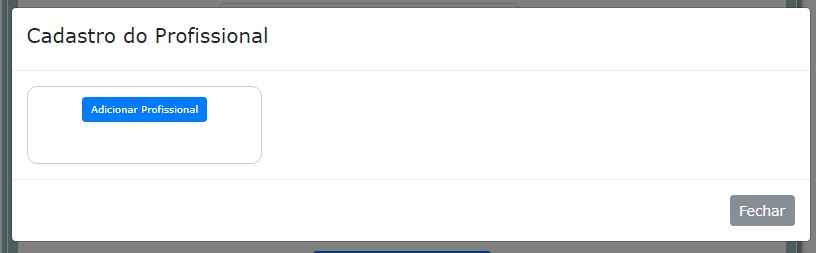 Cadastro do Profissional
Adicionar Profissional
Fechar